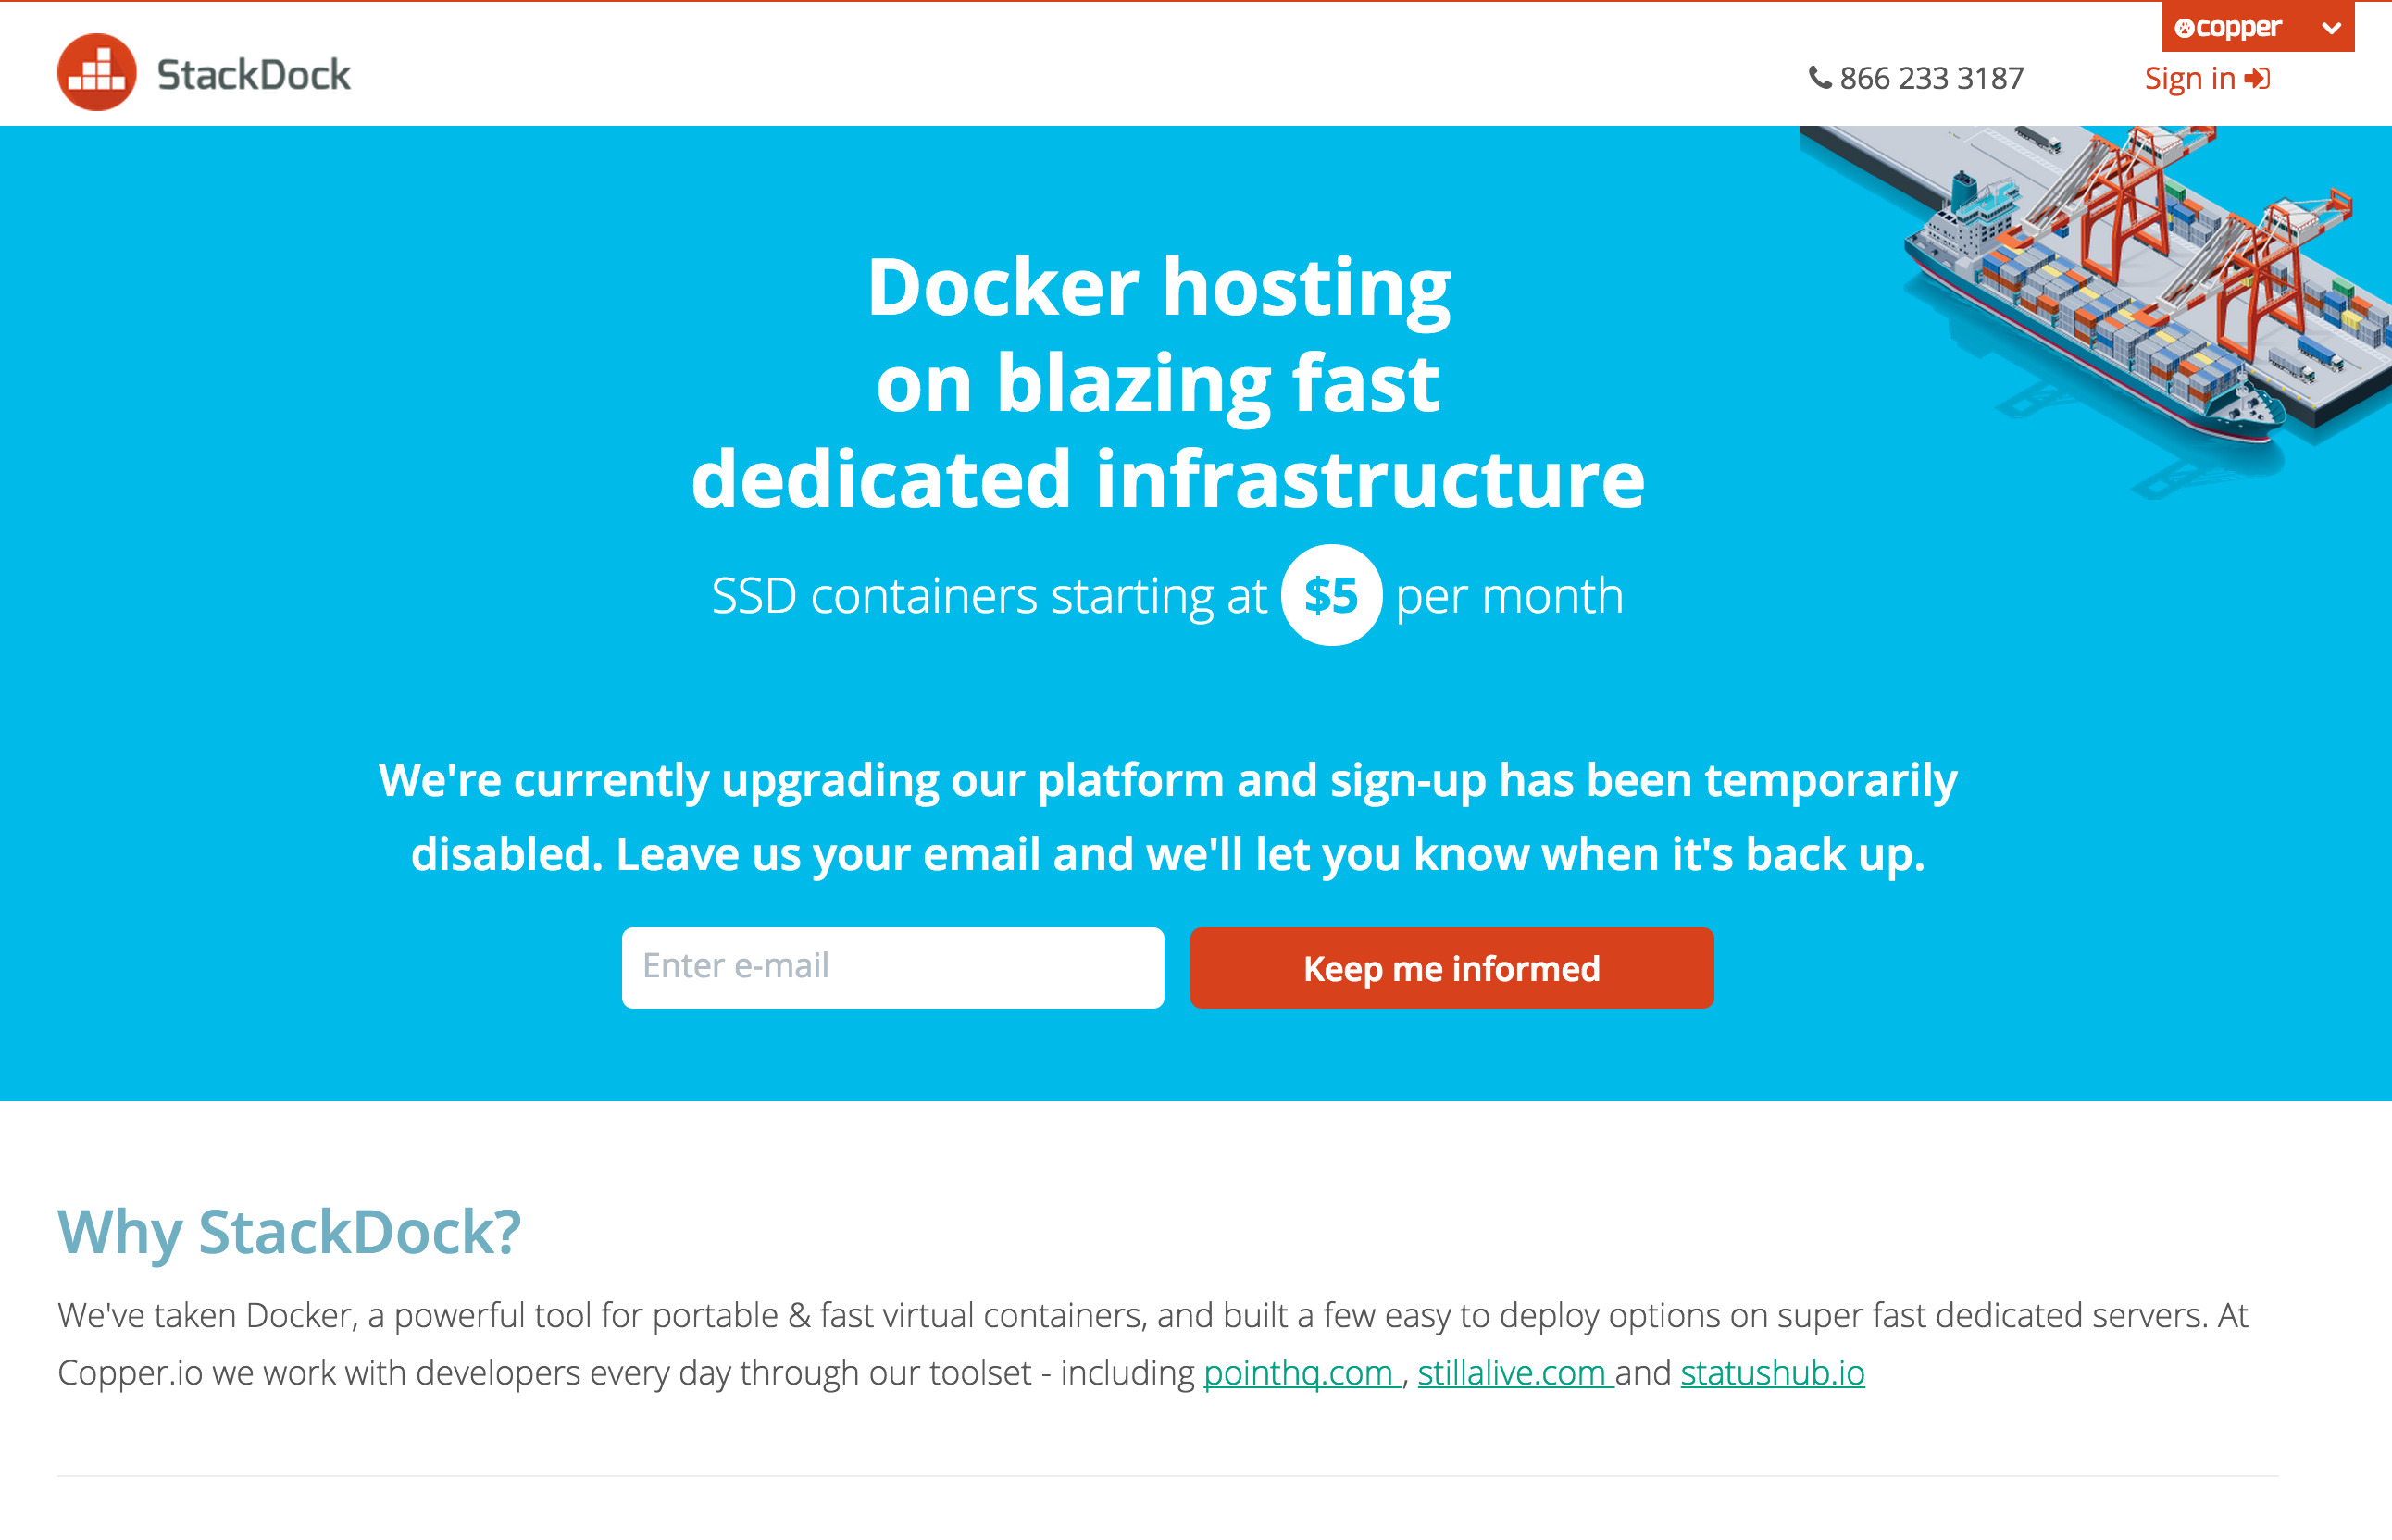 copper
StackDock
866 233 3187
Sign in
Docker hosting
on blazing fast
dedicated infrastructure
SSD containers starting at $5 per month
We're currently upgrading our platform and sign-up has been temporarily
disabled. Leave us your email and we'll let you know when it's back up.
Enter e-mail
Keep me informed
Why StackDock?
We've taken Docker, a powerful tool for portable & fast virtual containers, and built a few easy to deploy options on super fast dedicated servers. At
Copper.io we work with developers every day through our toolset - including pointhq.com , stillalive.com and statushub.io